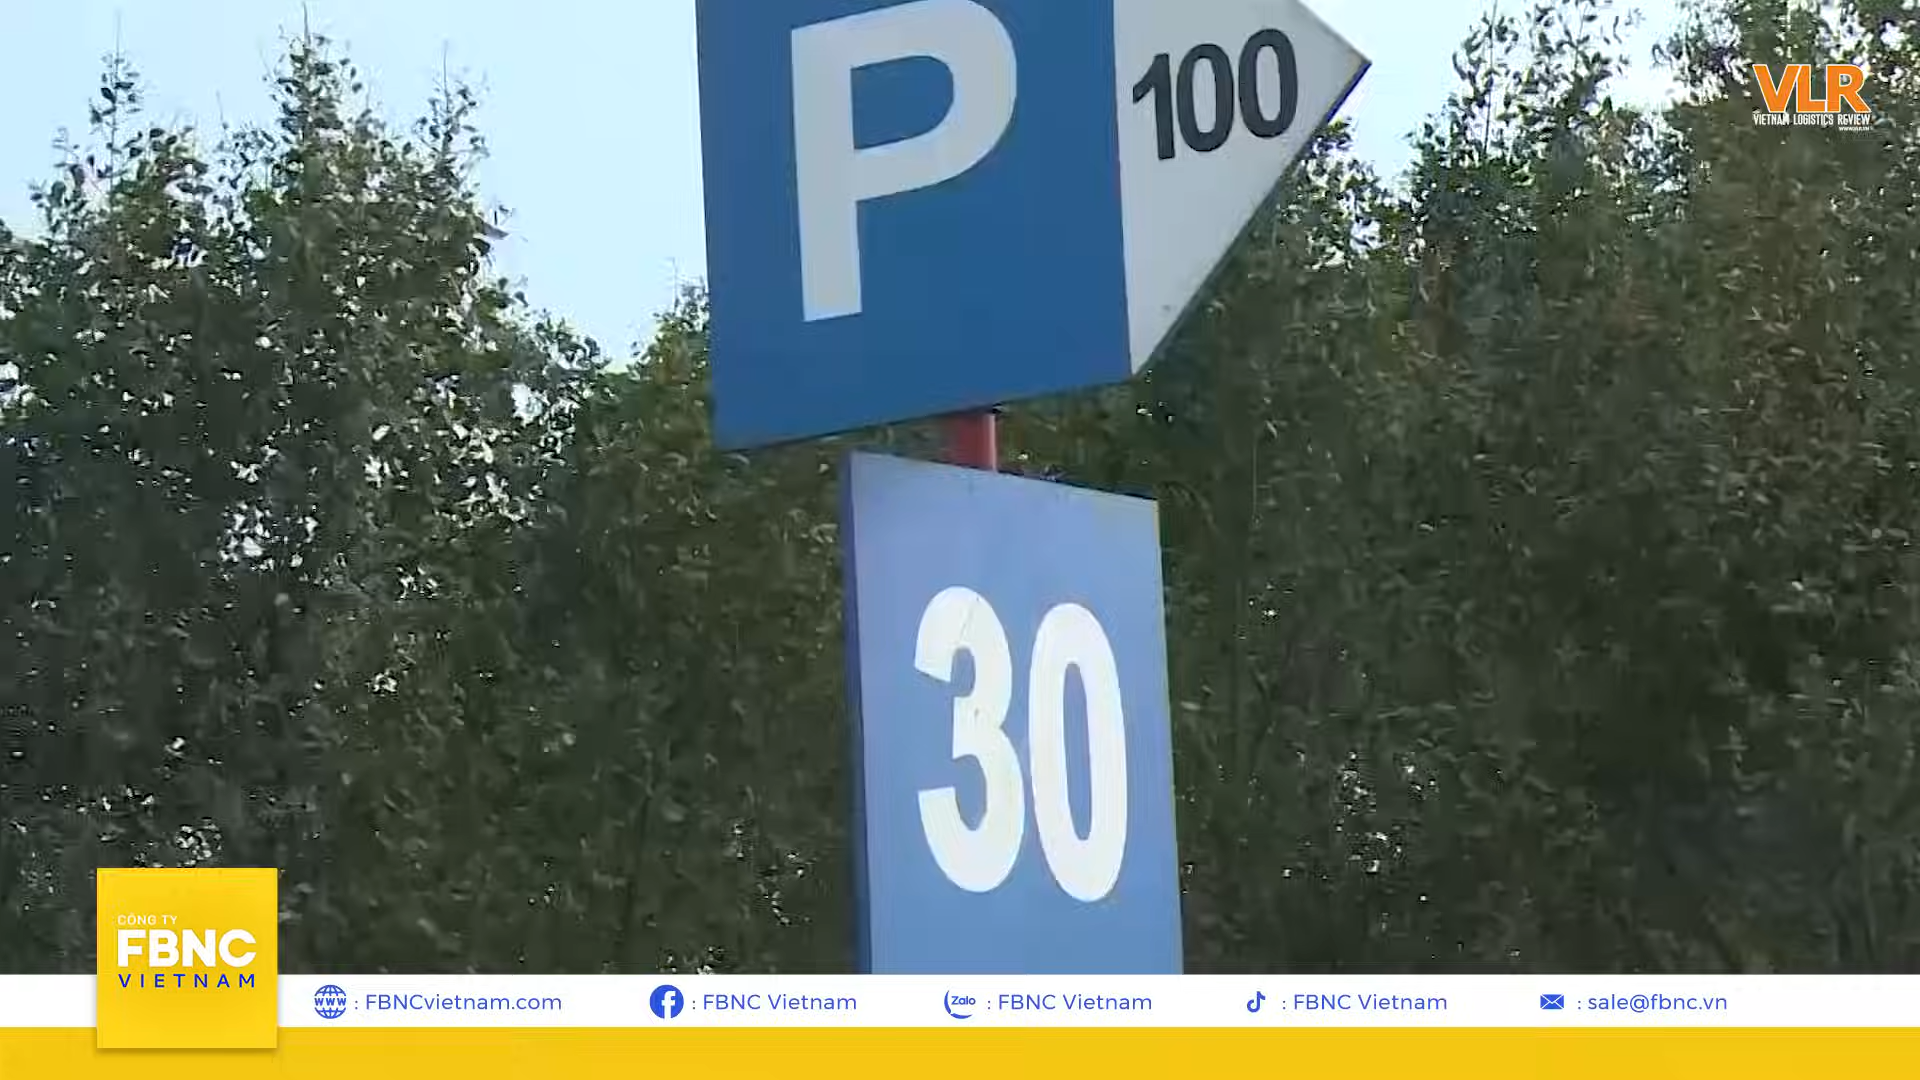 P
100
VLR
VIETNAM LOGISTICS REVIEW
30
CÔNG TY
FBNC
VIETNAM
www : FBNCvietnam.com
: FBNC Vietnam
Zalo : FBNC Vietnam
: FBNC Vietnam
: sale@fbnc.vn